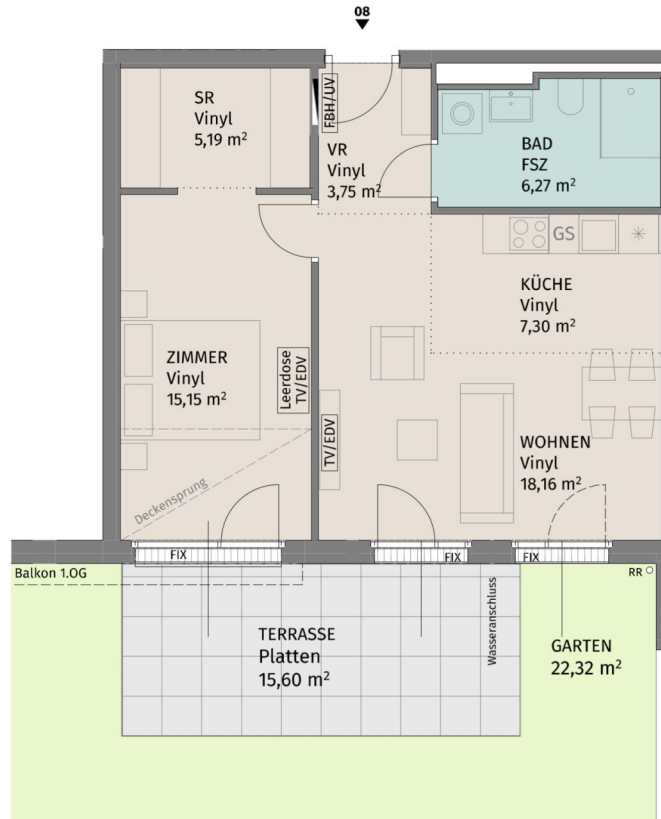 08
SR
Vinyl
5,19 m²
FBH/UV
VR
Vinyl
3,75 m²
BAD
FSZ
6,27 m²
GS
KÜCHE
Vinyl
7,30 m²
ZIMMER
Vinyl
15,15 m²
Leerdose
TV/EDV
TV/EDV
WOHNEN
Vinyl
18,16 m²
Deckensprung
FIX
FIX
FIX
Balkon 1.OG
RR
Wasseranschluss
TERRASSE
Platten
15,60 m²
GARTEN
22,32 m²